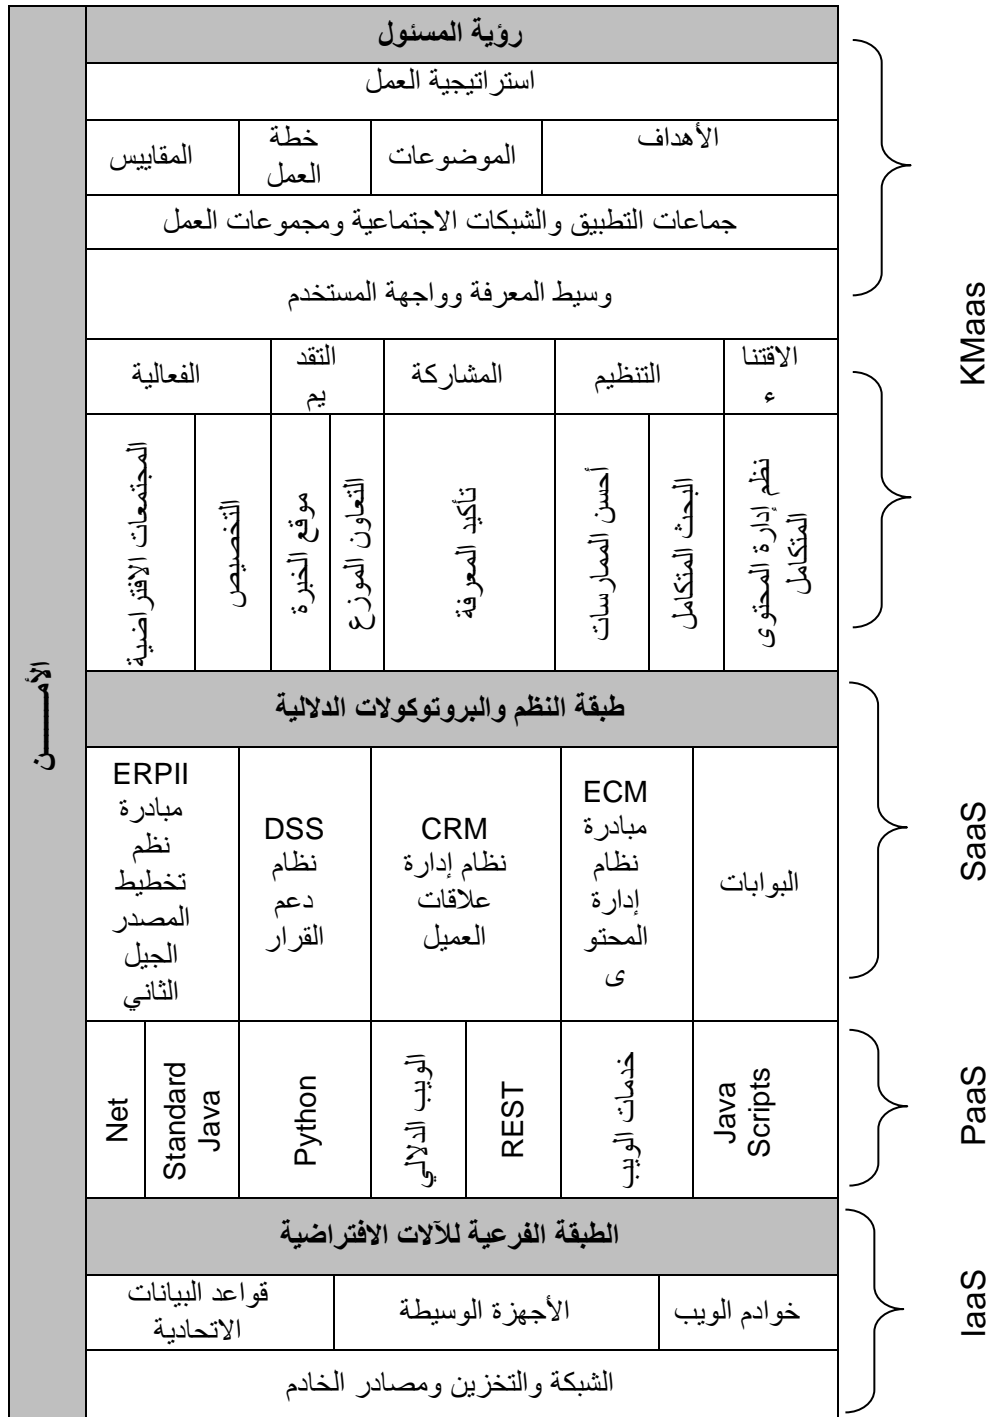 رؤية المسئول
استراتيجية العمل
الأهداف
الموضوعات
خطة
العمل
المقاييس
جماعات التطبيق والشبكات الاجتماعية ومجموعات العمل
وسيط المعرفة وواجهة المستخدم
الاقتنا
ء
التنظيم
المشاركة
التقد
يم
الفعالية
نظم إدارة المحتوى
المتكامل
البحث المتكامل
أحسن الممارسات
تأكيد المعرفة
التعاون الموزع
موقع الخبرة
التخصيص
المجتمعات الافتراضية
KMaas
طبقة النظم والبروتوكولات الدلالية
البوابات
ECM
مبادرة
نظام
إدارة
المحتو
ى
CRM
نظام إدارة
علاقات
العميل
DSS
نظام
دعم
القرار
ERPII
مبادرة
نظم
تخطيط
المصدر
الجيل
الثاني
SaaS
Java
Scripts
خدمات الويب
REST
الويب الدلالي
Python
Standard
Java
Net
PaaS
الطبقة الفرعية للآلات الافتراضية
خوادم الويب
الأجهزة الوسيطة
قواعد البيانات
الاتحادية
الشبكة والتخزين ومصادر الخادم
IaaS
الأمــــــن